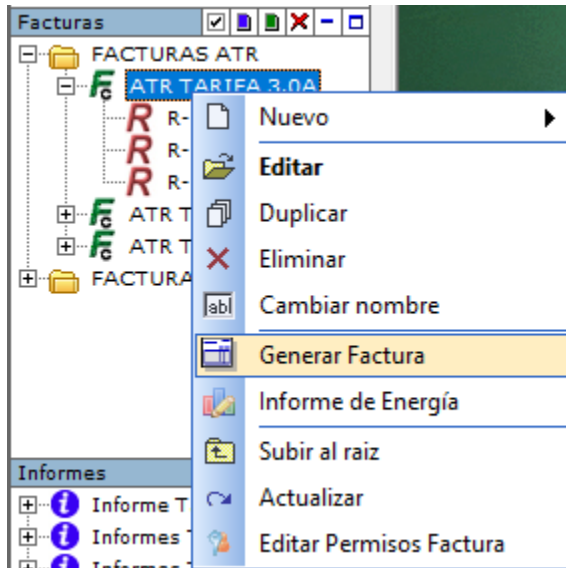 Facturas
FACTURAS ATR
ATR TARIFA 3.0A
R-
R-
R-
ATR T
ATR T
FACTURA
Nuevo
Editar
Duplicar
Eliminar
Cambiar nombre
Generar Factura
Informe de Energía
Subir al raiz
Actualizar
Editar Permisos Factura
Informes
Informe T
Informes